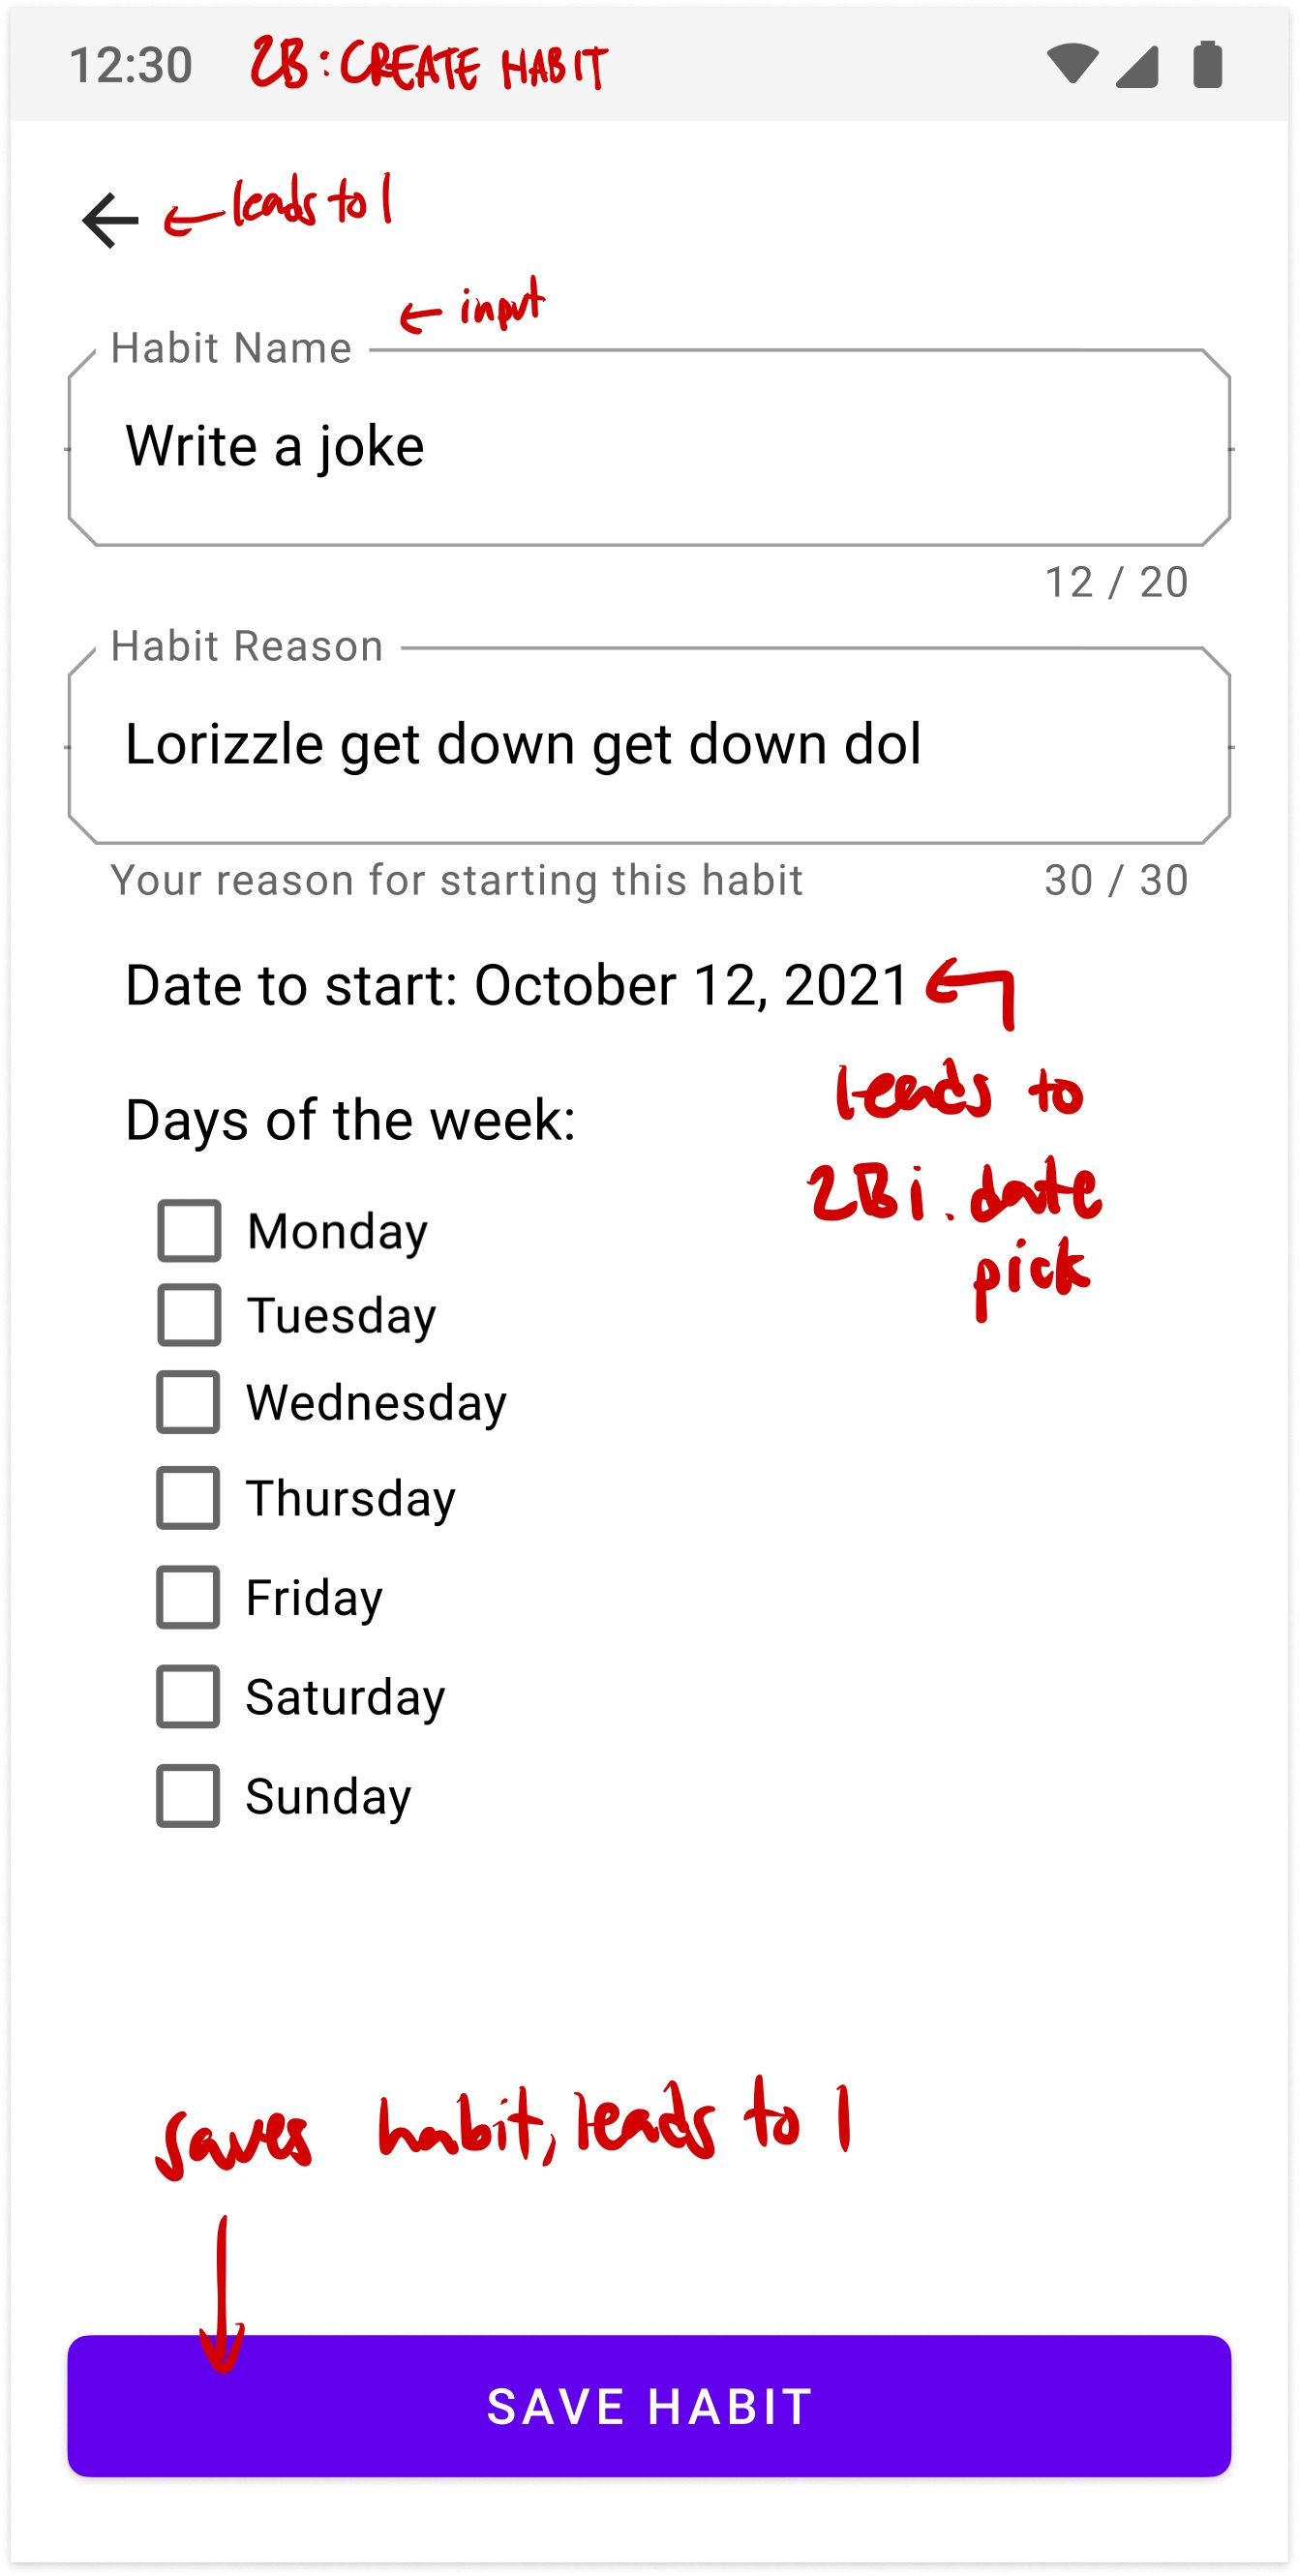 12:30 2B: CREATE HABIT
← leads to 1
← input
Habit Name
Write a joke
12 / 20
Habit Reason
Lorizzle get down get down dol
Your reason for starting this habit 30 / 30
Date to start: October 12, 2021
leads to
2Bi. date
pick
Days of the week:
Monday
Tuesday
Wednesday
Thursday
Friday
Saturday
Sunday
saves habit, leads to 1
SAVE HABIT